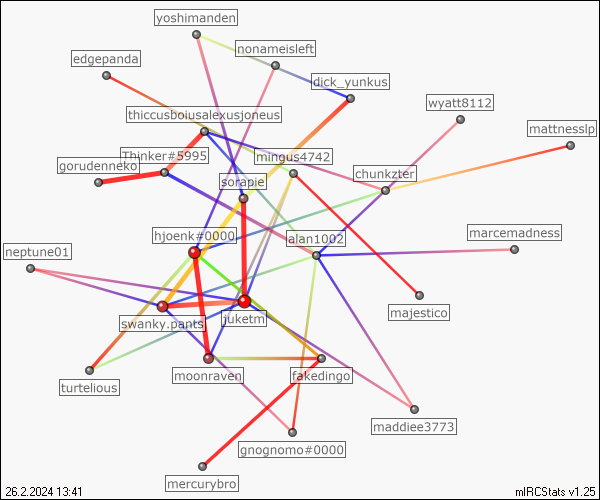 yoshimanden
nonameisleft
edgepanda
dick_yunkus
wyatt8112
thiccusboiusalexusjoneus
mattnesslp
Thinker#5995
mingus4742
gorudenneko
chunkzter
sorapie
hjoenk#0000
alan1002
marcemadness
neptune01
majestico
swanky.pants
juketm
moonraven
fakedingo
turtelious
maddiee3773
gnognomo#0000
mercurybro
26.2.2024 13:41
mIRCStats v1.25